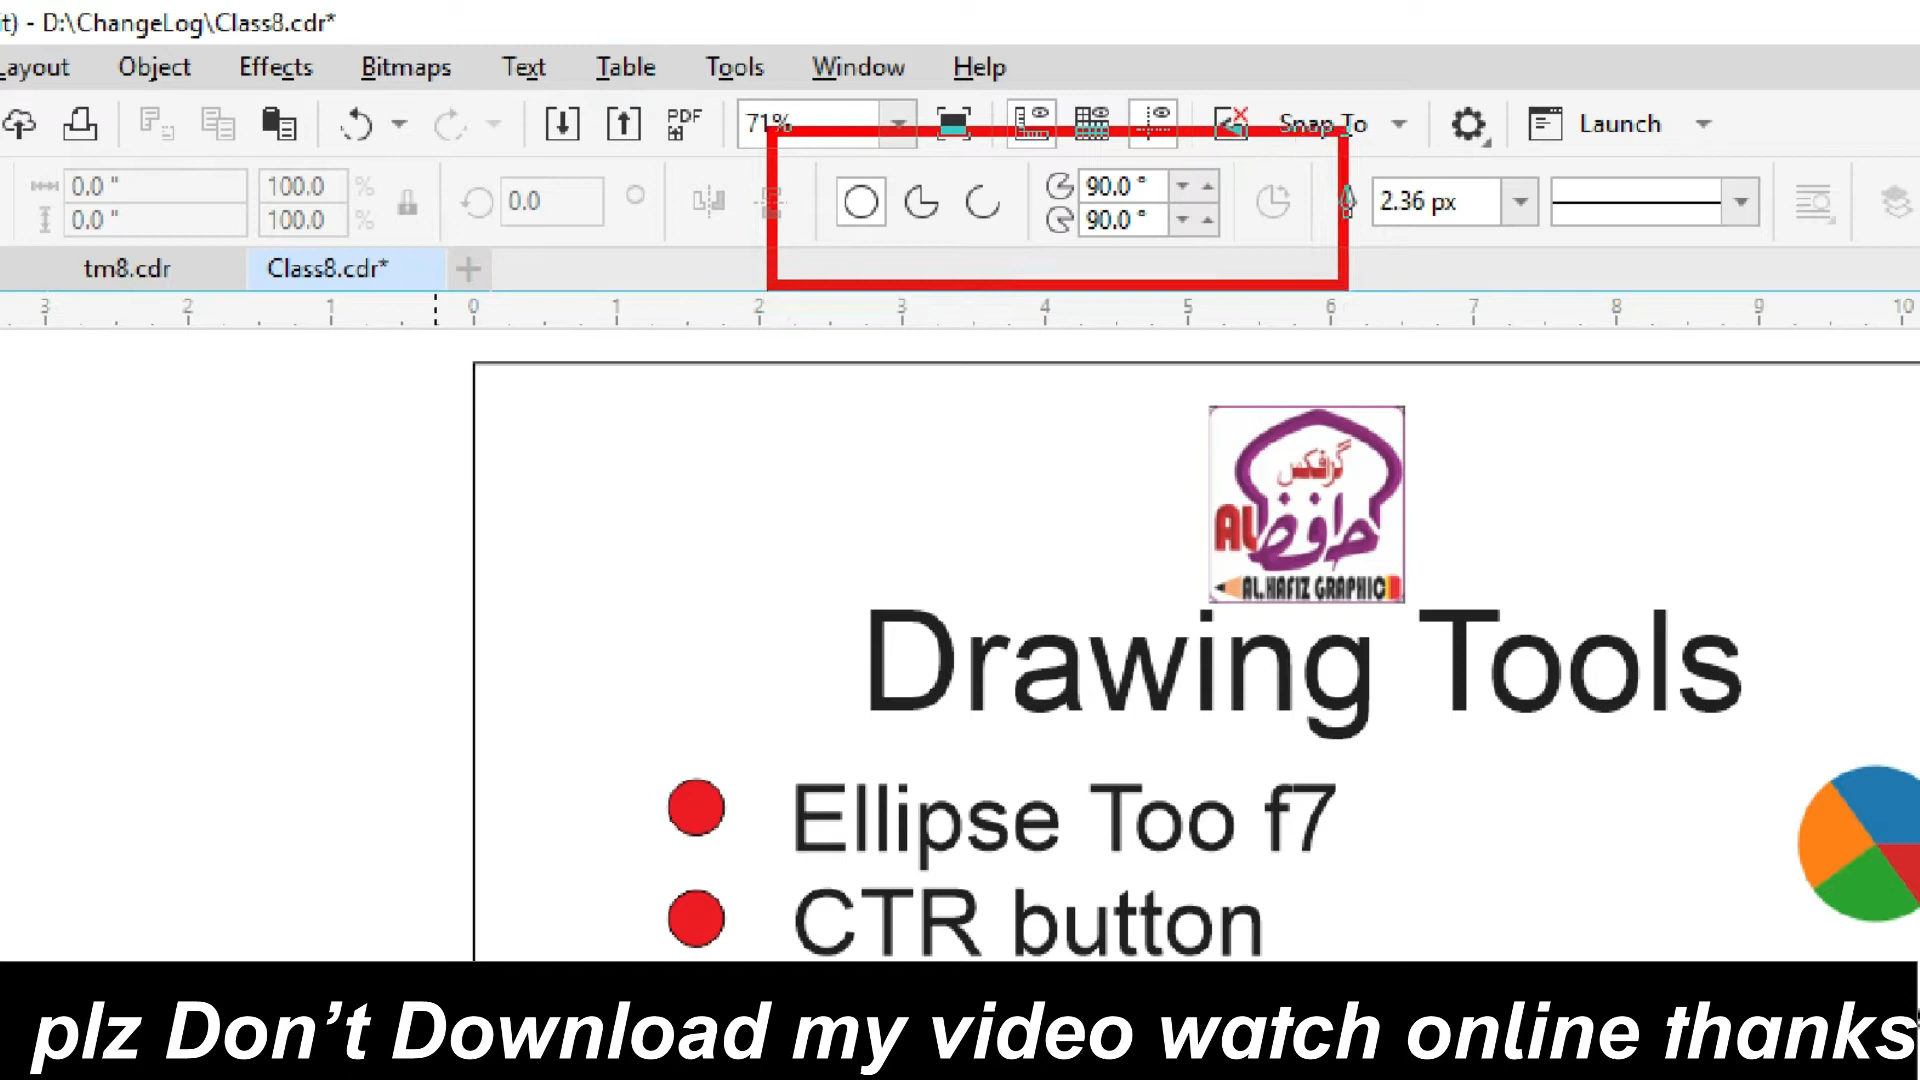 it) - D:\ChangeLog\Class8.cdr*
Layout Object Effects Bitmaps Text Table Tools Window Help
PDF 71% Snap To Launch
0.0 " 100.0 % 0.0 90.0 ° 2.36 px
0.0 " 100.0 % 90.0 °
tm8.cdr Class8.cdr*
3 2 1 0 1 2 3 4 5 6 7 8 9 10
گرفکس
AL حافظ
AL.HAFIZ GRAPHIC
Drawing Tools
Ellipse Too f7
CTR button
plz Don’t Download my video watch online thanks